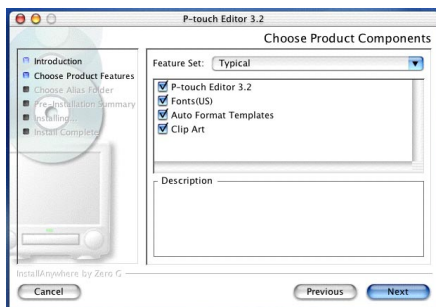 P-touch Editor 3.2
Choose Product Components
Introduction
Choose Product Features
Choose Alias Folder
Pre-Installation Summary
Installing...
Install Complete
Feature Set: Typical
P-touch Editor 3.2
Fonts(US)
Auto Format Templates
Clip Art
Description
InstallAnywhere by Zero G
Cancel
Previous
Next